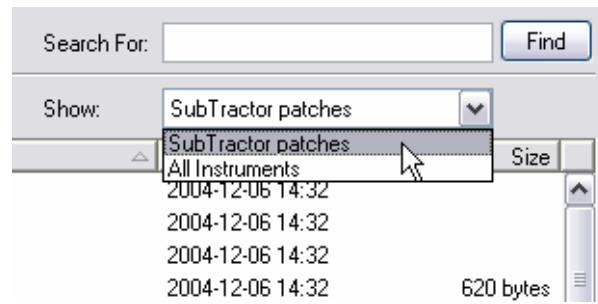 Search For: Find
Show: SubTractor patches
SubTractor patches
Size
All Instruments
2004-12-06 14:32
2004-12-06 14:32
2004-12-06 14:32
2004-12-06 14:32 620 bytes